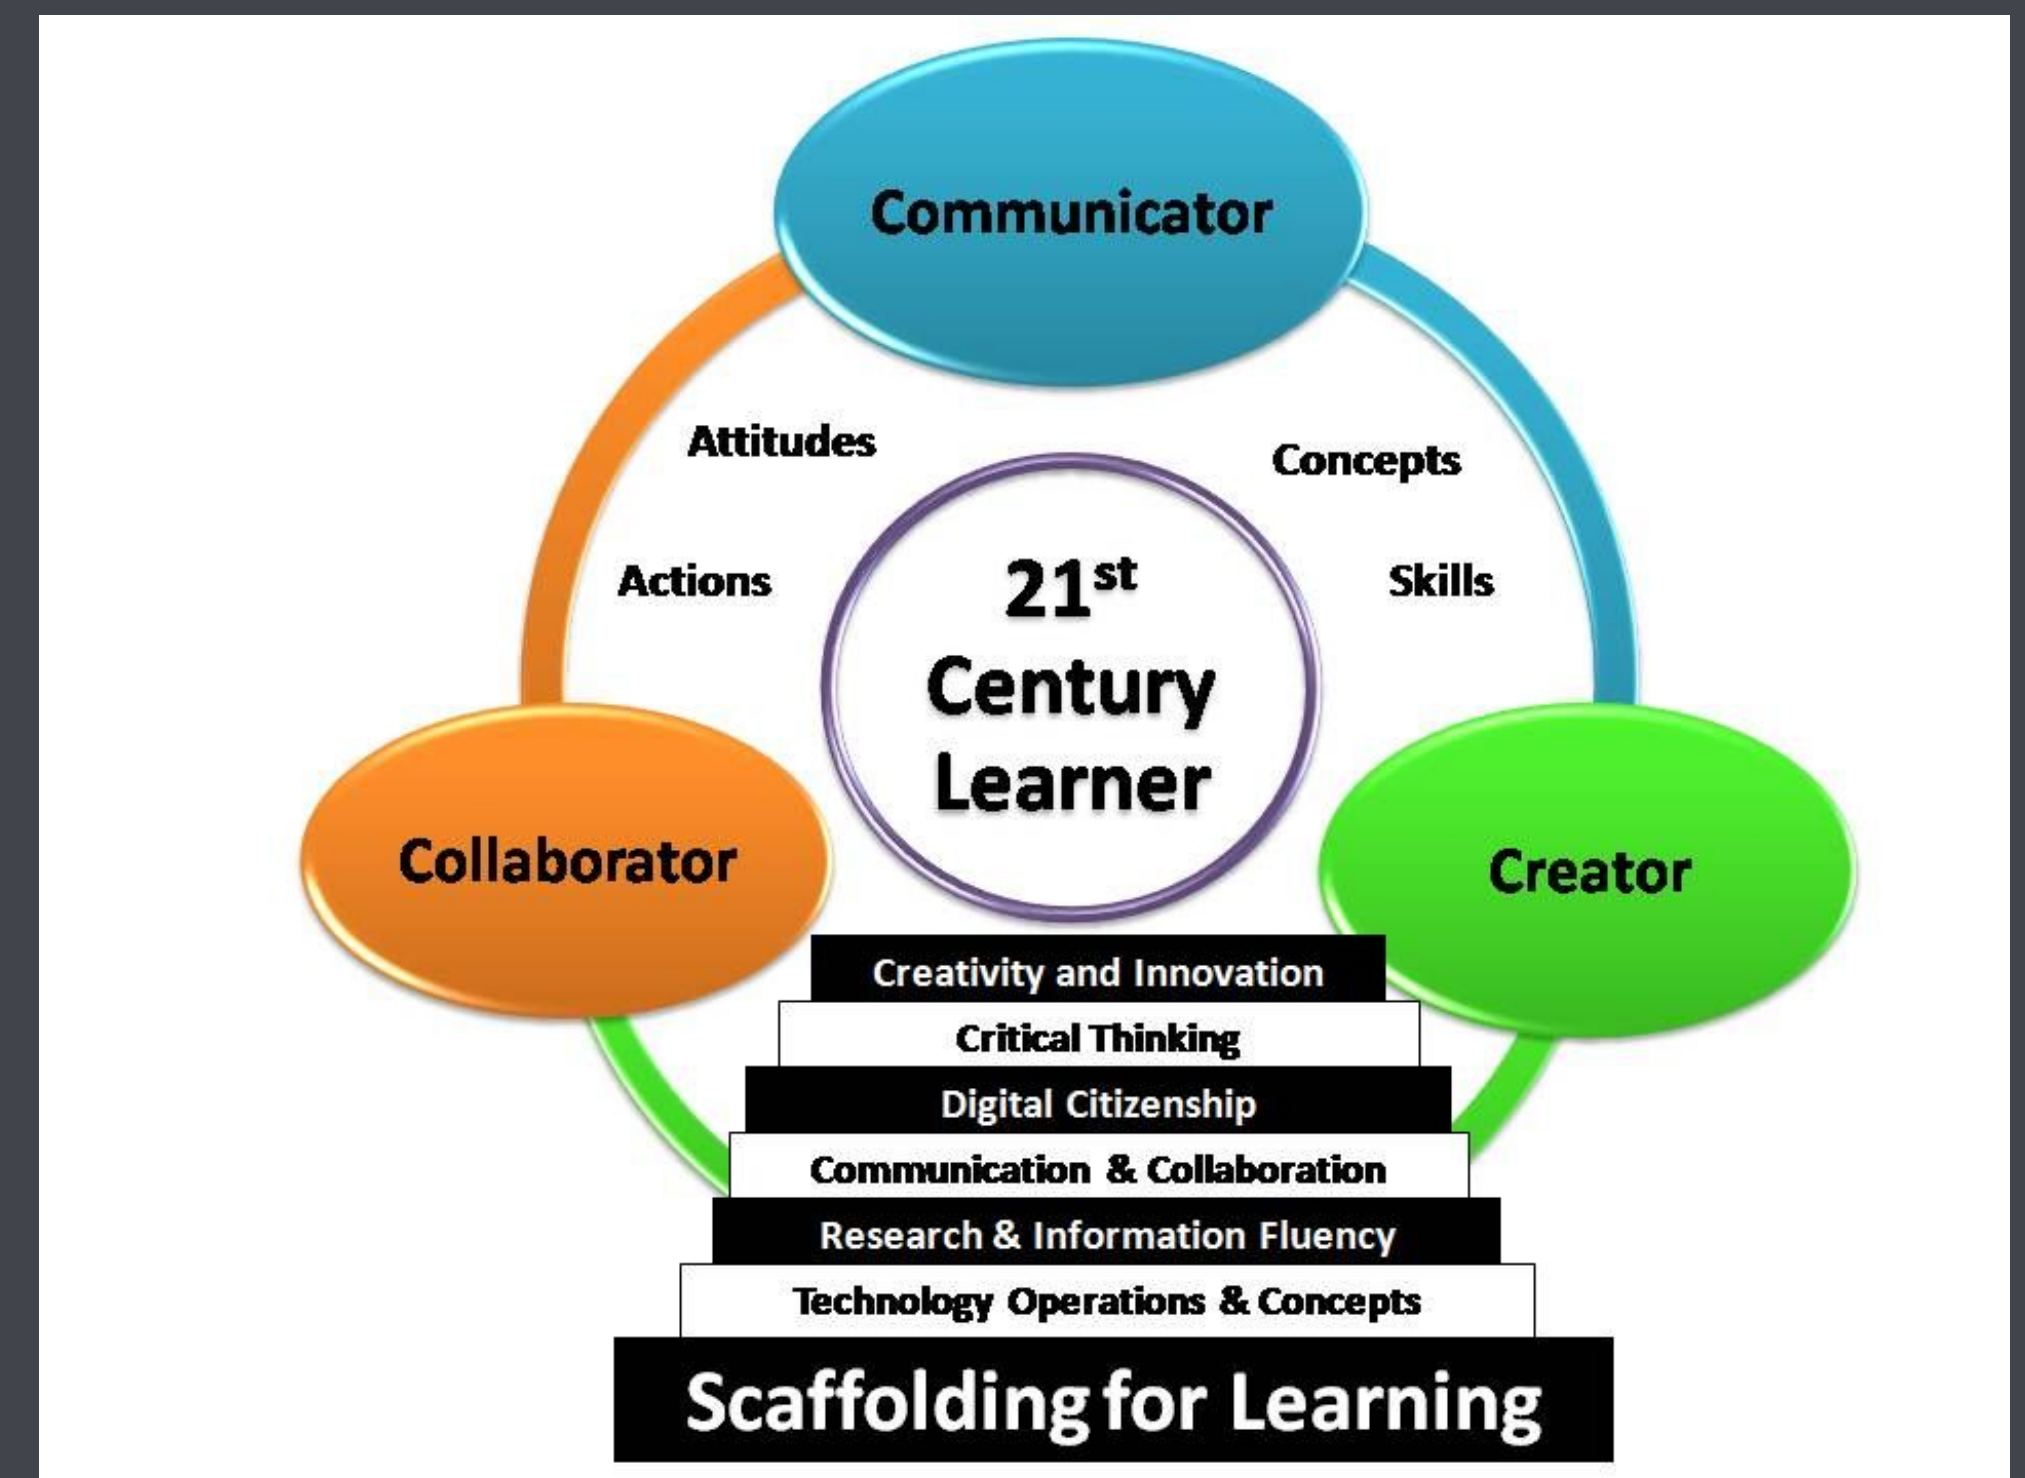 Communicator
Attitudes
Concepts
Actions
Skills
21st
Century
Learner
Collaborator
Creator
Creativity and Innovation
Critical Thinking
Digital Citizenship
Communication & Collaboration
Research & Information Fluency
Technology Operations & Concepts
Scaffolding for Learning